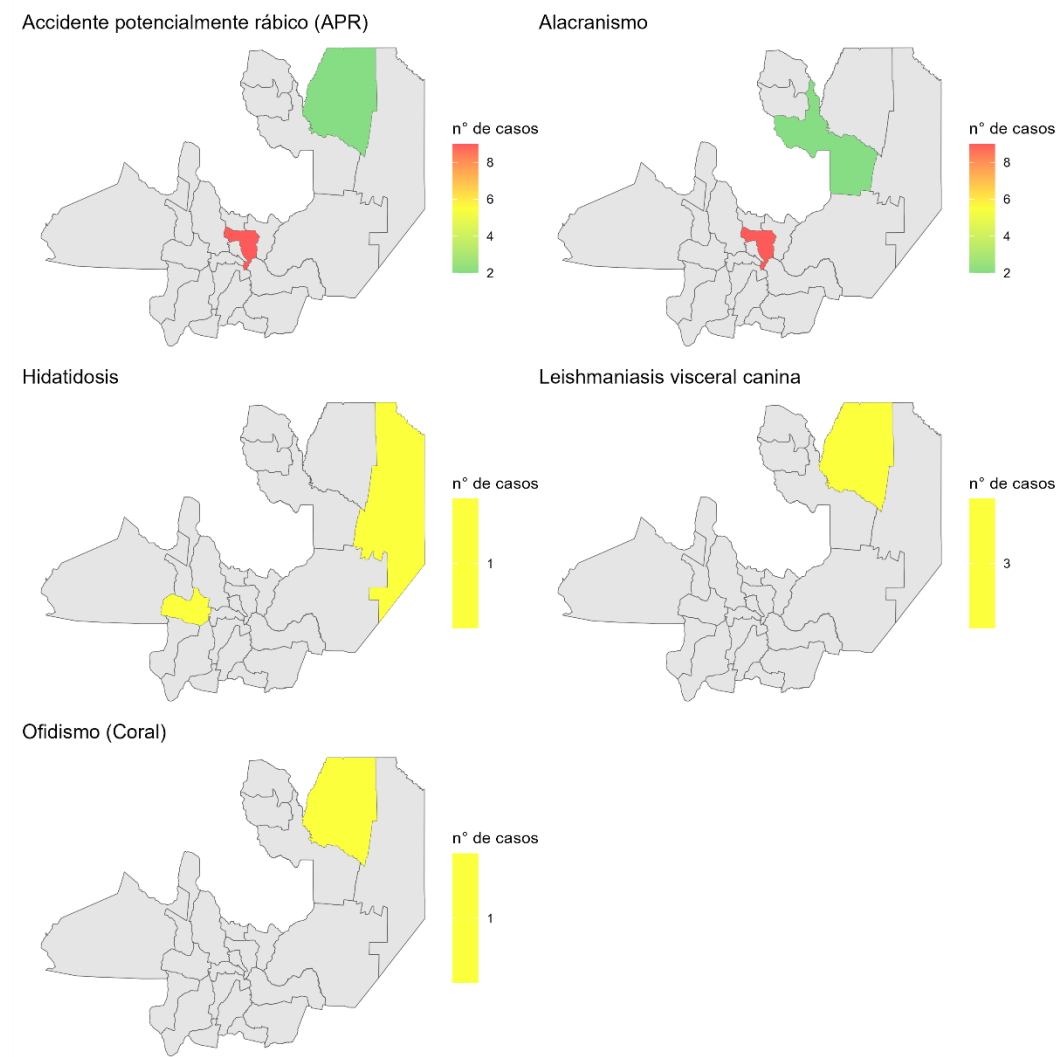 Accidente potencialmente rábico (APR)
n° de casos
8
6
4
2
Alacranismo
n° de casos
8
6
4
2
Hidatidosis
n° de casos
1
Leishmaniasis visceral canina
n° de casos
3
Ofidismo (Coral)
n° de casos
1